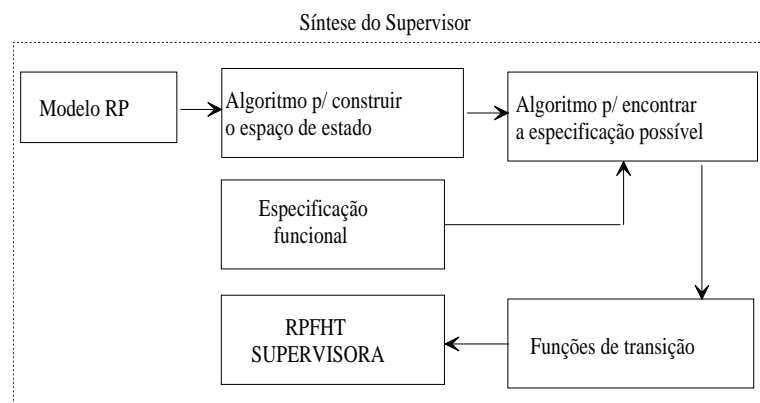 Síntese do Supervisor
Modelo RP
Algoritmo p/ construir
o espaço de estado
Algoritmo p/ encontrar
a especificação possível
Especificação
funcional
RPFHT
SUPERVISORA
Funções de transição